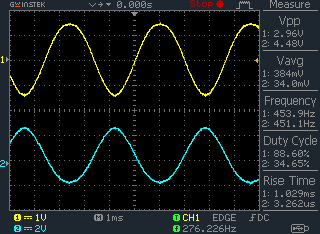 GWINSTEK 0.000s Stop Measure
Vpp
1: 2.96V
2: 4.48V
Vavg
1: 384mV
2: 34.0mV
Frequency
1: 453.9Hz
2: 451.1Hz
Duty Cycle
1: 88.60%
2: 34.65%
Rise Time
1: 1.029ms
2: 3.262us
1
2
1 1V M 1ms T CH1 EDGE ∫DC
2 2V f 276.226Hz